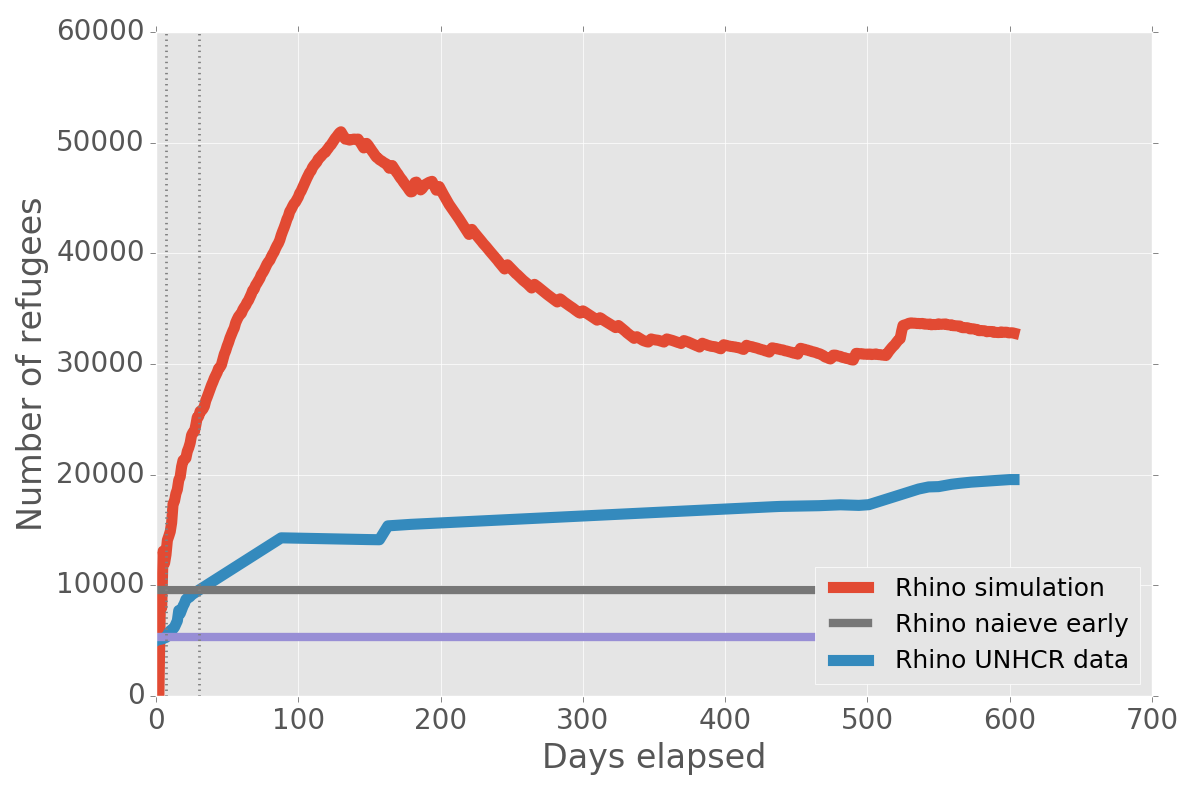 60000
50000
40000
30000
20000
10000
0
Number of refugees
0 100 200 300 400 500 600 700
Days elapsed
Rhino simulation
Rhino naieve early
Rhino UNHCR data